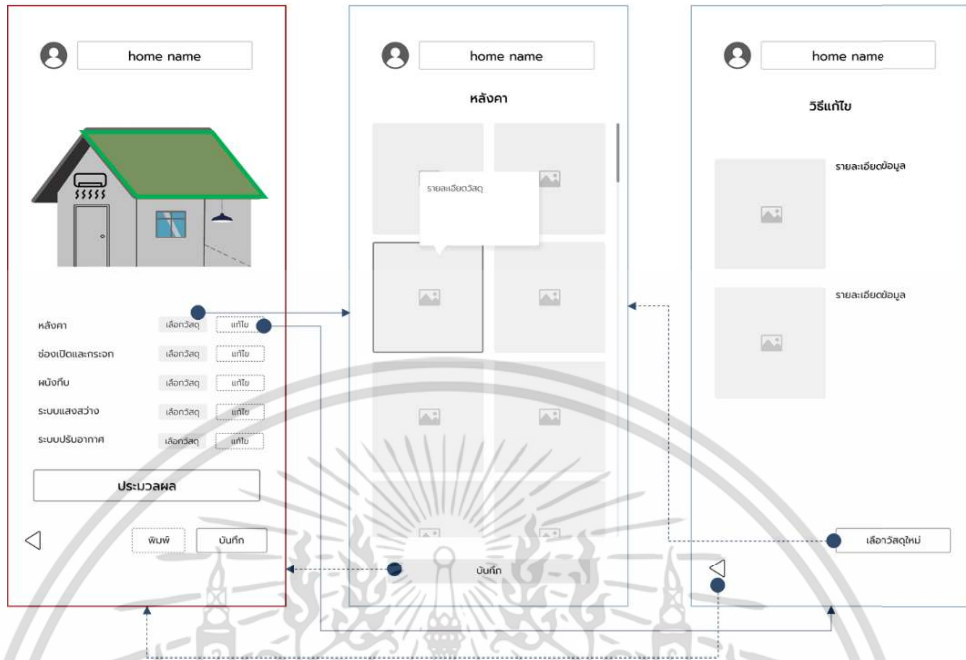 home name
หลังคา
เลือกวัสดุ
แก้ไข
ช่องเปิดและกระจก
เลือกวัสดุ
แก้ไข
ผนังทึบ
เลือกวัสดุ
แก้ไข
ระบบแสงสว่าง
เลือกวัสดุ
แก้ไข
ระบบปรับอากาศ
เลือกวัสดุ
แก้ไข
ประมวลผล
พิมพ์
บันทึก
home name
หลังคา
รายละเอียดวัสดุ
บันทึก
home name
วิธีแก้ไข
รายละเอียดข้อมูล
รายละเอียดข้อมูล
เลือาวัสดุใหม่